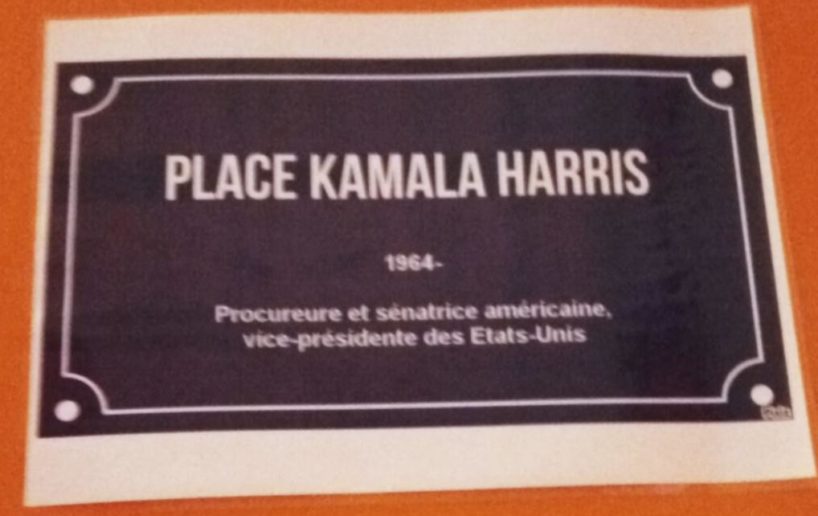 PLACE KAMALA HARRIS
1964-
Procureure et sénatrice américaine,
vice-présidente des Etats-Unis